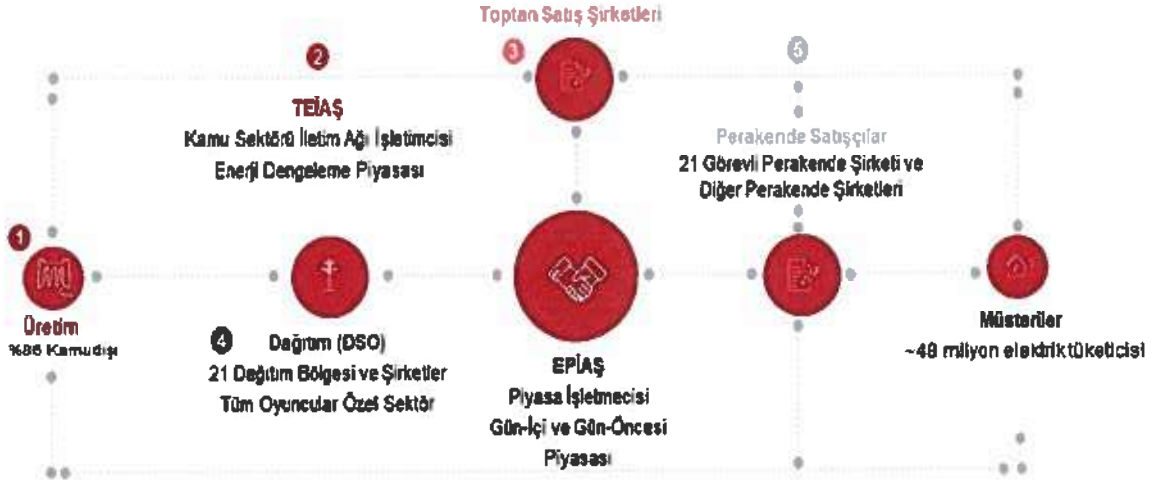 Toptan Satış Şirketleri
2
3
5
TEİAŞ
Kamu Sektörü İletim Ağı İşletimcisi
Enerji Dengeleme Piyasası
Perakende Satışçılar
21 Görevli Perakende Şirketi ve
Diğer Perakende Şirketleri
1
Üretim
%86 Kamudışı
4 Dağıtım (DSO)
21 Dağıtım Bölgesi ve Şirketler
Tüm Oyuncular Özel Sektör
EPİAŞ
Piyasa İşletmecisi
Gün-İçi ve Gün-Öncesi
Piyasası
Müşteriler
~48 milyon elektrik tüketicisi